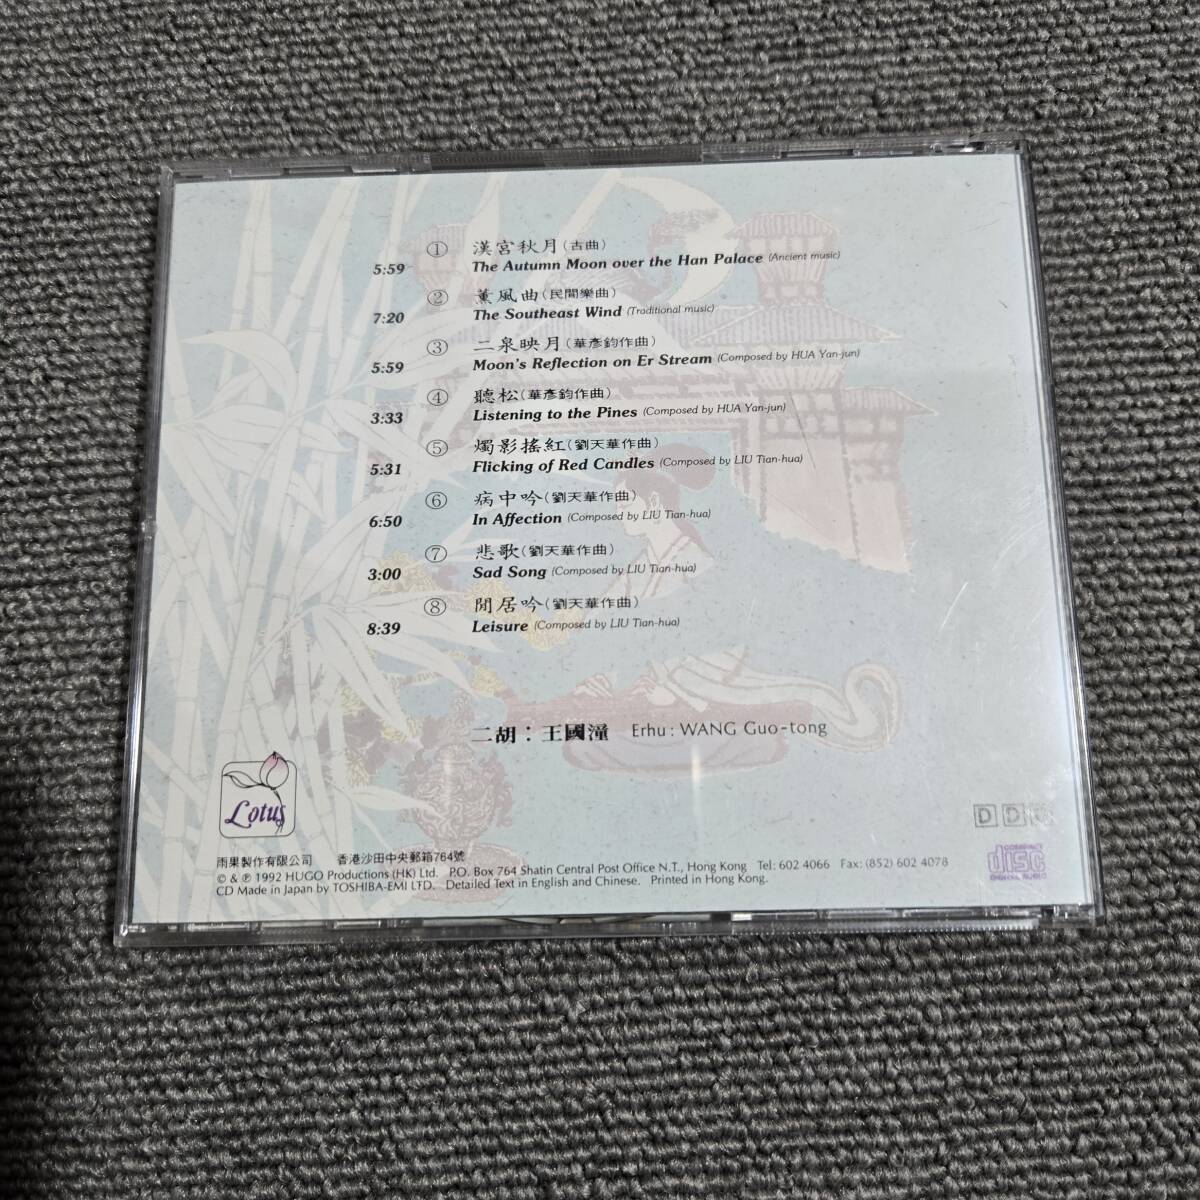 ① 漢宮秋月(古曲)
5:59 The Autumn Moon over the Han Palace (Ancient music)
② 薰風曲(民間樂曲)
7:20 The Southeast Wind (Traditional music)
③ 二泉映月(華彥鈞作曲)
5:59 Moon's Reflection on Er Stream (Composed by HUA Yan-jun)
④ 聽松(華彥鈞作曲)
3:33 Listening to the Pines (Composed by HUA Yan-jun)
⑤ 燭影搖紅(劉天華作曲)
5:31 Flicking of Red Candles (Composed by LIU Tian-hua)
⑥ 病中吟(劉天華作曲)
6:50 In Affection (Composed by LIU Tian-hua)
⑦ 悲歌(劉天華作曲)
3:00 Sad Song (Composed by LIU Tian-hua)
⑧ 閒居吟(劉天華作曲)
8:39 Leisure (Composed by LIU Tian-hua)
二胡：王國潼 Erhu : WANG Guo-tong
Lotus
DDD
雨果製作有限公司 香港沙田中央郵箱764號
© & ℗ 1992 HUGO Productions (HK) Ltd. P.O. Box 764 Shatin Central Post Office N.T., Hong Kong Tel: 602 4066 Fax: (852) 602 4078
CD Made in Japan by TOSHIBA-EMI LTD. Detailed Text in English and Chinese. Printed in Hong Kong.
COMPACT
disc
DIGITAL AUDIO